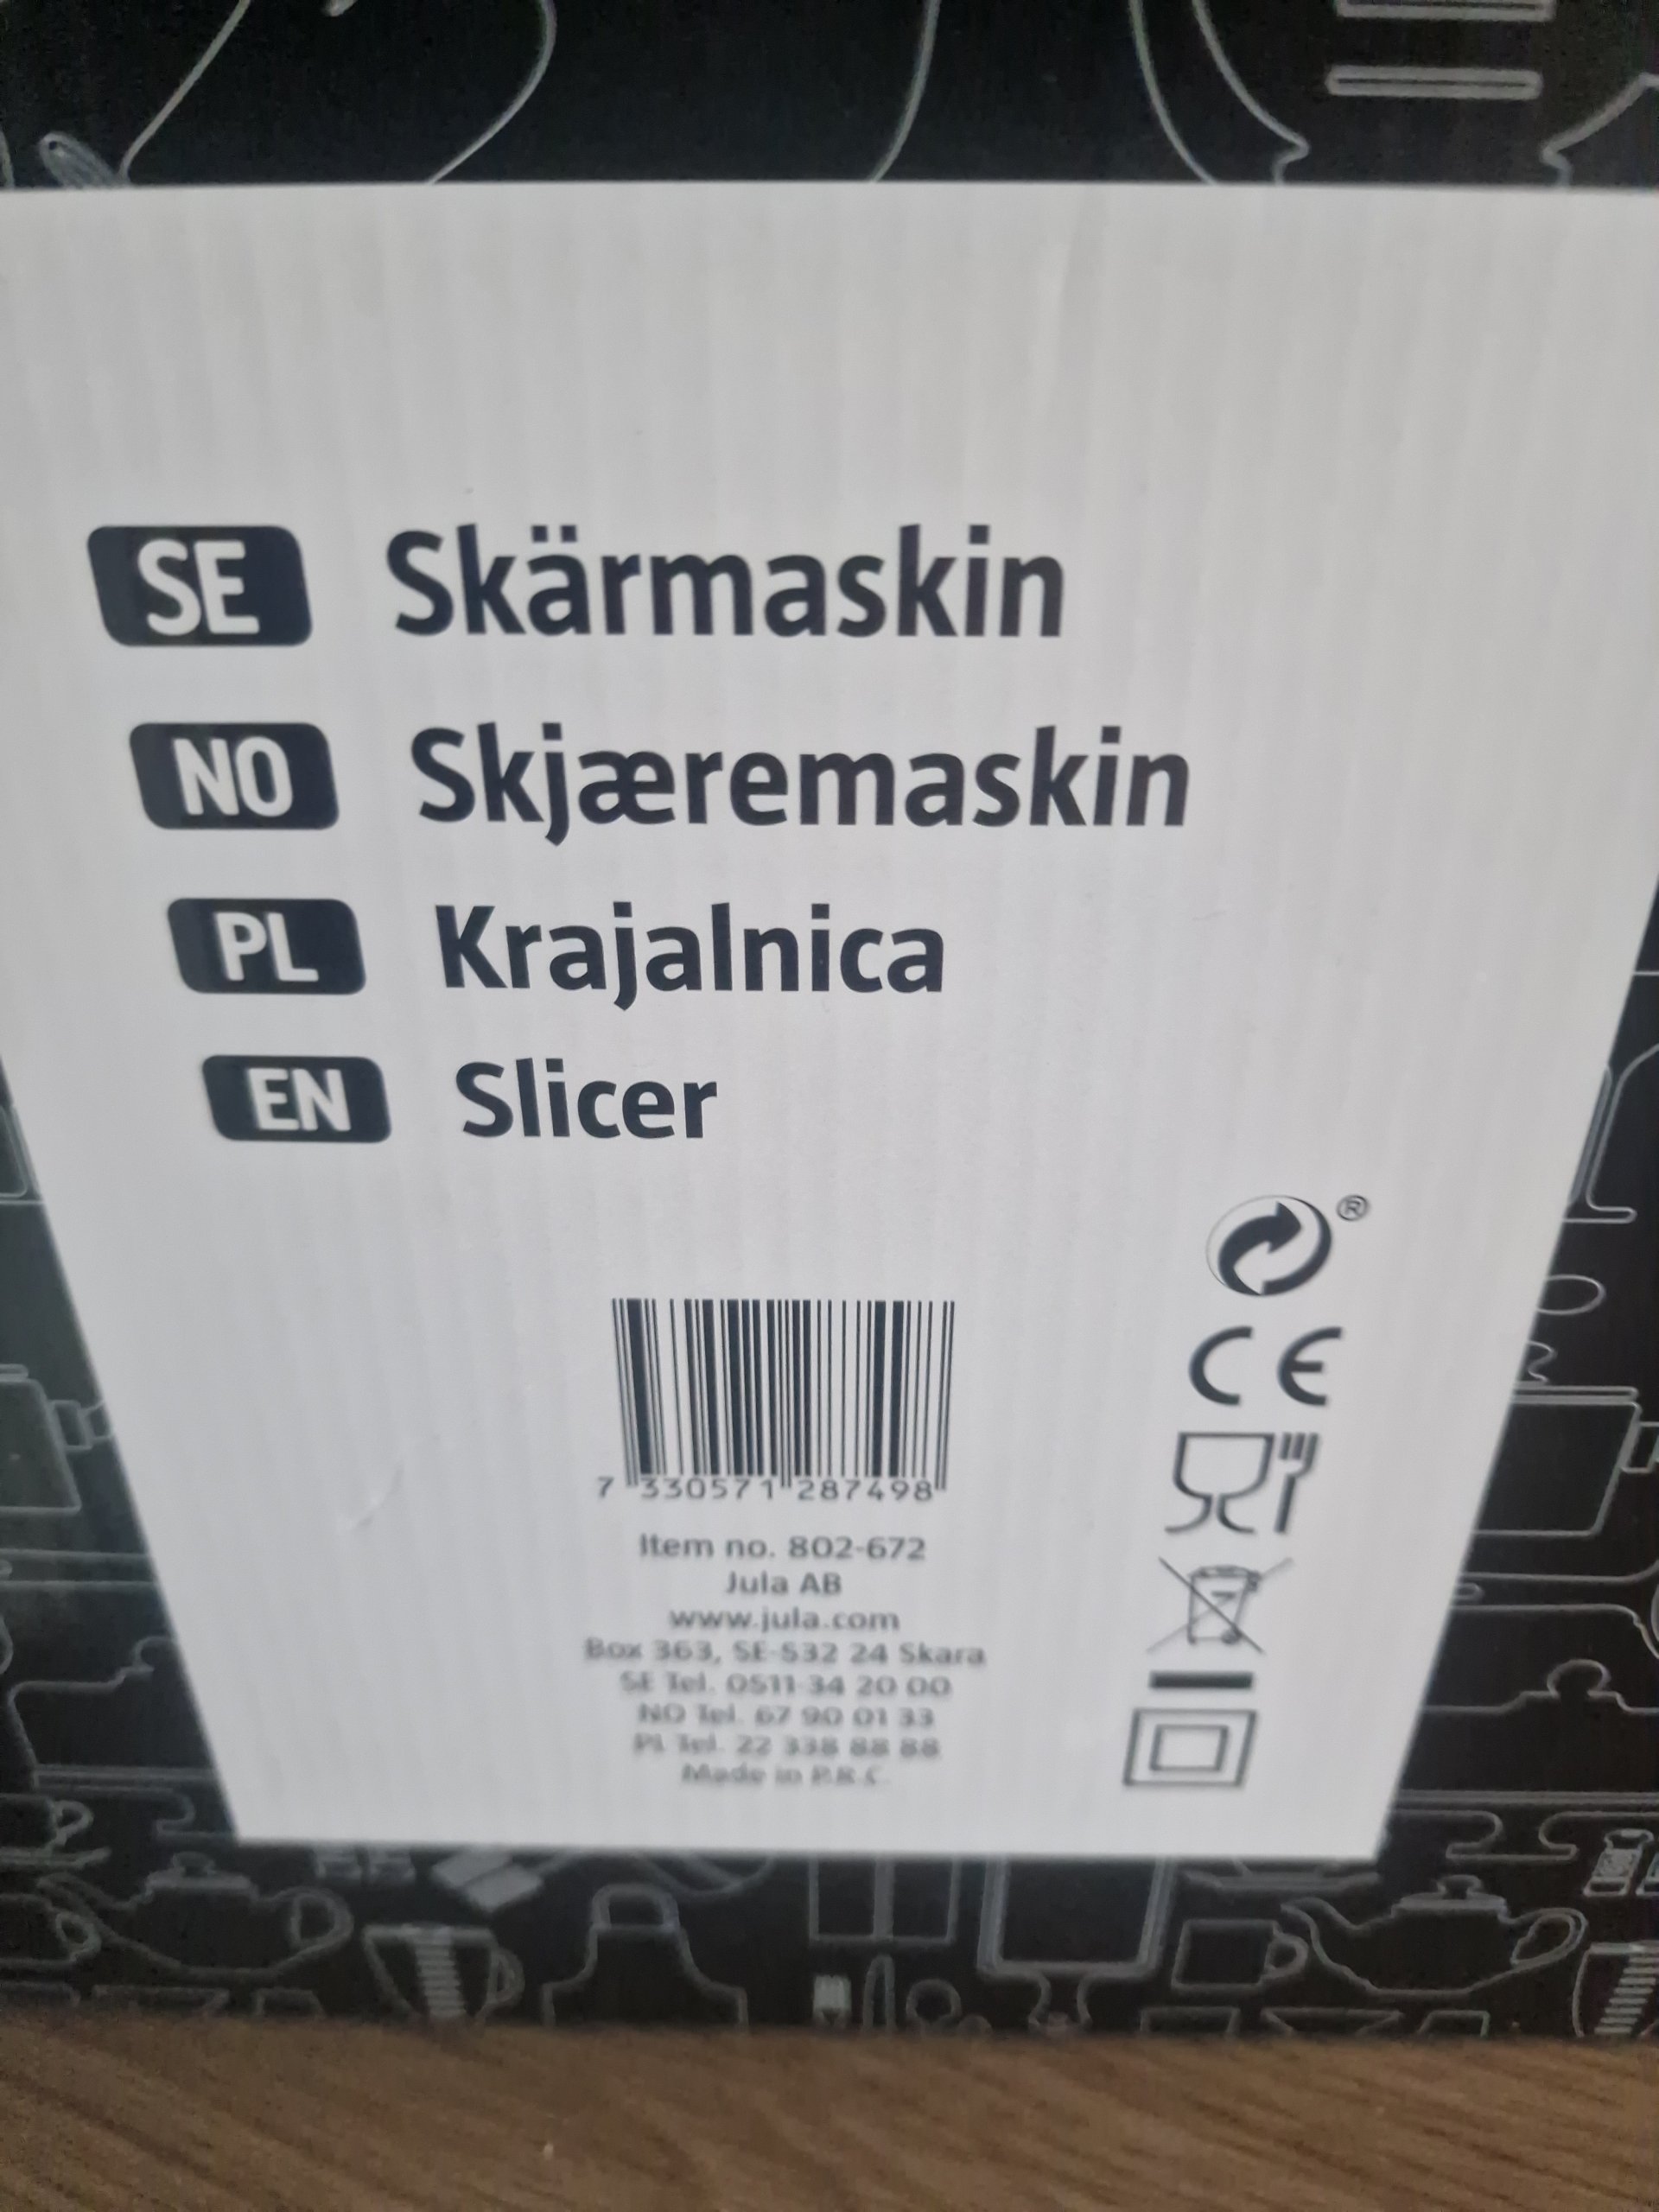 SE Skärmaskin
NO Skjæremaskin
PL Krajalnica
EN Slicer
®
CE
7 330571 287498
Item no. 802-672
Jula AB
www.jula.com
Box 363, SE-532 24 Skara
SE Tel. 0511-34 20 00
NO Tel. 67 90 01 33
PL Tel. 22 338 88 88
Made in P.R.C.